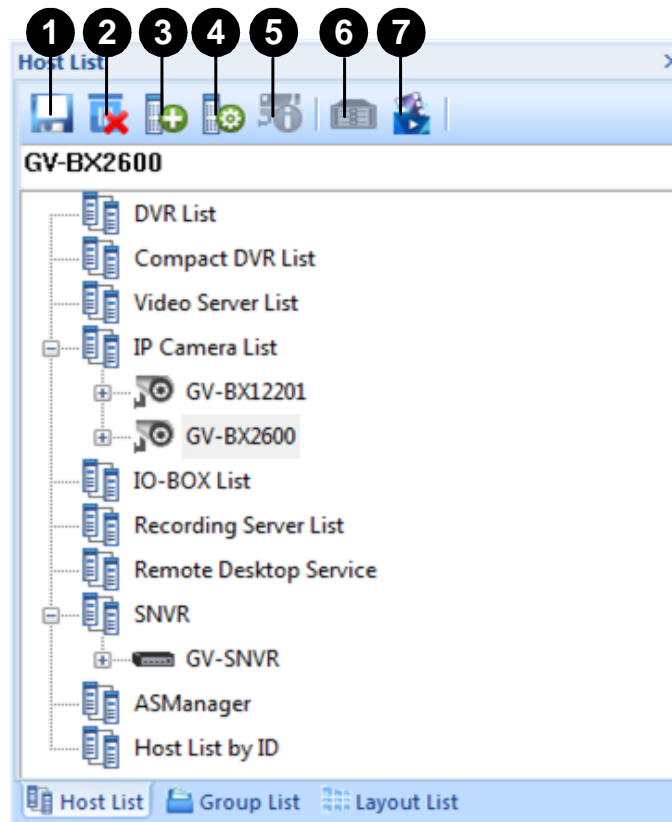 1 2 3 4 5 6 7
Host List
GV-BX2600
DVR List
Compact DVR List
Video Server List
IP Camera List
GV-BX12201
GV-BX2600
IO-BOX List
Recording Server List
Remote Desktop Service
SNVR
GV-SNVR
ASManager
Host List by ID
Host List Group List Layout List